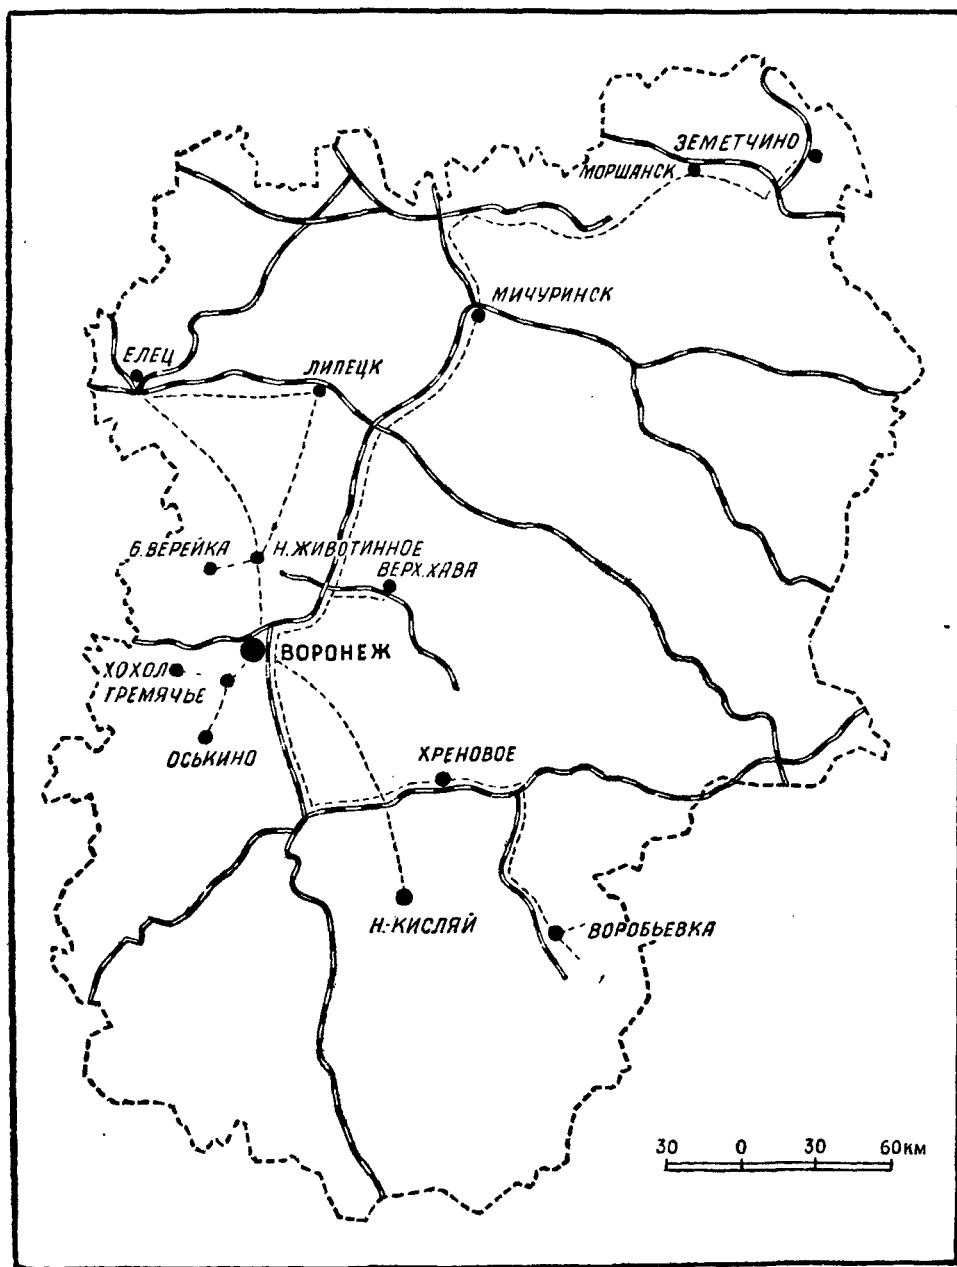 ЗЕМЕТЧИНО
МОРШАНСК
МИЧУРИНСК
ЕЛЕЦ
ЛИПЕЦК
Б.ВЕРЕЙКА
Н.ЖИВОТИННОЕ
ВЕРХ.ХАВА
ВОРОНЕЖ
ХОХОЛ
ГРЕМЯЧЬЕ
ОСЬКИНО
ХРЕНОВОЕ
Н.-КИСЛЯЙ
ВОРОБЬЕВКА
30 0 30 60км